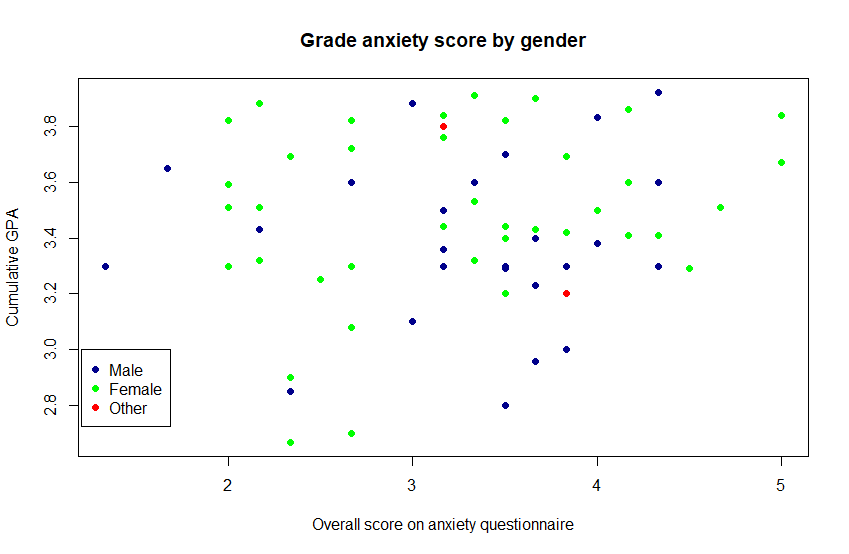 Grade anxiety score by gender
Cumulative GPA
3.8
3.6
3.4
3.2
3.0
2.8
Male
Female
Other
2 3 4 5
Overall score on anxiety questionnaire